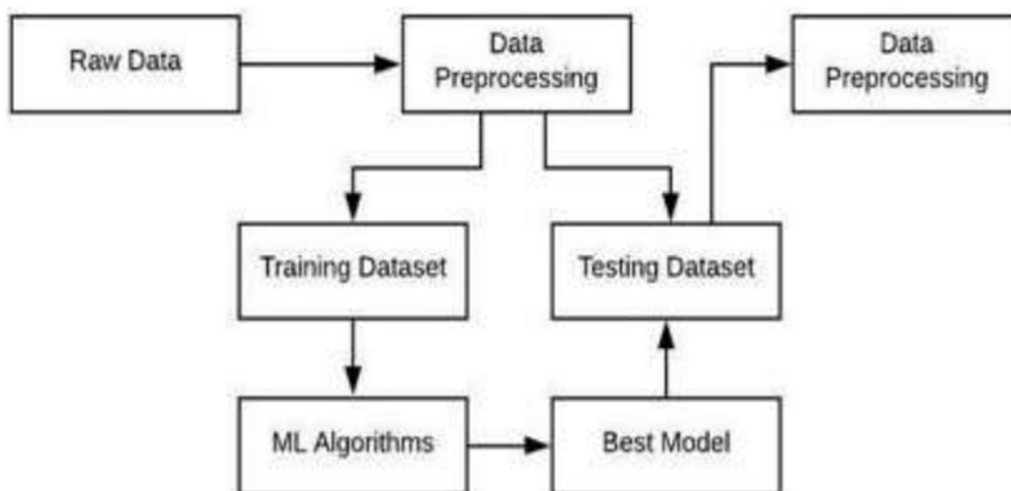 Raw Data
Data
Preprocessing
Data
Preprocessing
Training Dataset
Testing Dataset
ML Algorithms
Best Model